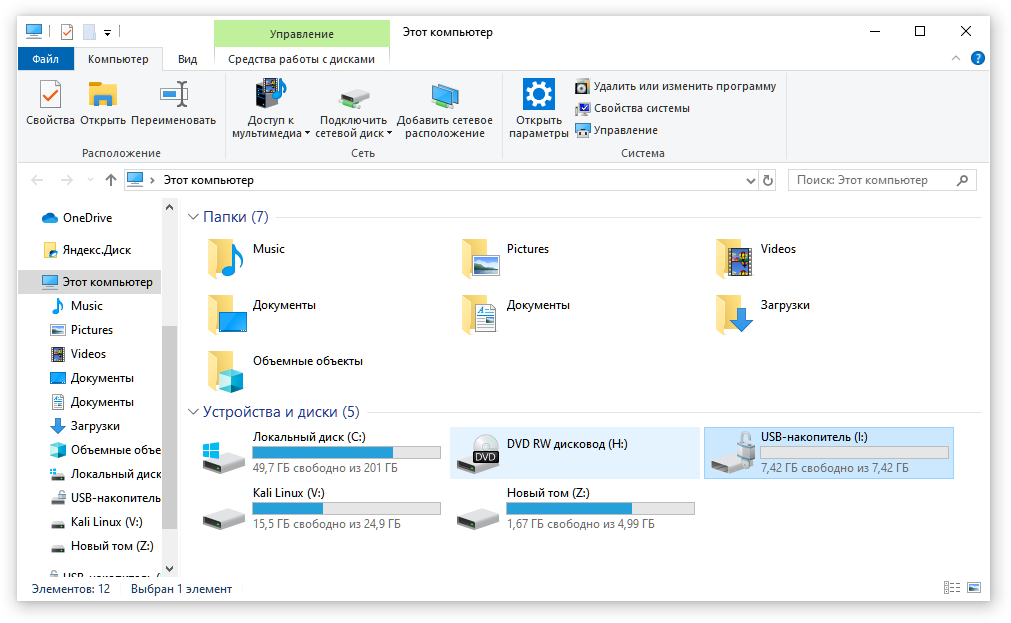 Управление
Этот компьютер
Файл
Компьютер
Вид
Средства работы с дисками
Свойства
Открыть
Переименовать
Доступ к
мультимедиа
Подключить
сетевой диск
Добавить сетевое
расположение
Открыть
параметры
Удалить или изменить программу
Свойства системы
Управление
Расположение
Сеть
Система
Этот компьютер
Поиск: Этот компьютер
OneDrive
Яндекс.Диск
Этот компьютер
Music
Pictures
Videos
Документы
Документы
Загрузки
Объемные объе
Локальный диск
USB-накопитель
Kali Linux (V:)
Новый том (Z:)
USB-накопитель (
Папки (7)
Music
Pictures
Videos
Документы
Документы
Загрузки
Объемные объекты
Устройства и диски (5)
Локальный диск (C:)
49,7 ГБ свободно из 201 ГБ
DVD RW дисковод (H:)
DVD
USB-накопитель (I:)
7,42 ГБ свободно из 7,42 ГБ
Kali Linux (V:)
15,5 ГБ свободно из 24,9 ГБ
Новый том (Z:)
1,67 ГБ свободно из 4,99 ГБ
Элементов: 12
Выбран 1 элемент